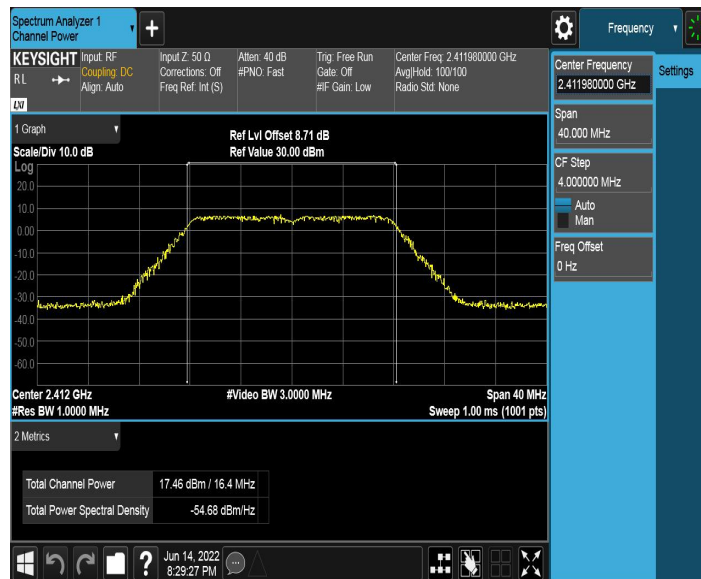 Spectrum Analyzer 1
Channel Power
+
Frequency
KEYSIGHT
RL
LXI
Input: RF
Coupling: DC
Align: Auto
Input Z: 50 Ω
Corrections: Off
Freq Ref: Int (S)
Atten: 40 dB
#PNO: Fast
Trig: Free Run
Gate: Off
#IF Gain: Low
Center Freq: 2.411980000 GHz
Avg|Hold: 100/100
Radio Std: None
Center Frequency
2.411980000 GHz
Settings
Span
40.000 MHz
CF Step
4.000000 MHz
Auto
Man
Freq Offset
0 Hz
1 Graph
Scale/Div 10.0 dB
Ref Lvl Offset 8.71 dB
Ref Value 30.00 dBm
Log
20.0
10.0
0.00
-10.0
-20.0
-30.0
-40.0
-50.0
-60.0
Center 2.412 GHz
#Res BW 1.0000 MHz
#Video BW 3.0000 MHz
Span 40 MHz
Sweep 1.00 ms (1001 pts)
2 Metrics
Total Channel Power 17.46 dBm / 16.4 MHz
Total Power Spectral Density -54.68 dBm/Hz
?
Jun 14, 2022
8:29:27 PM